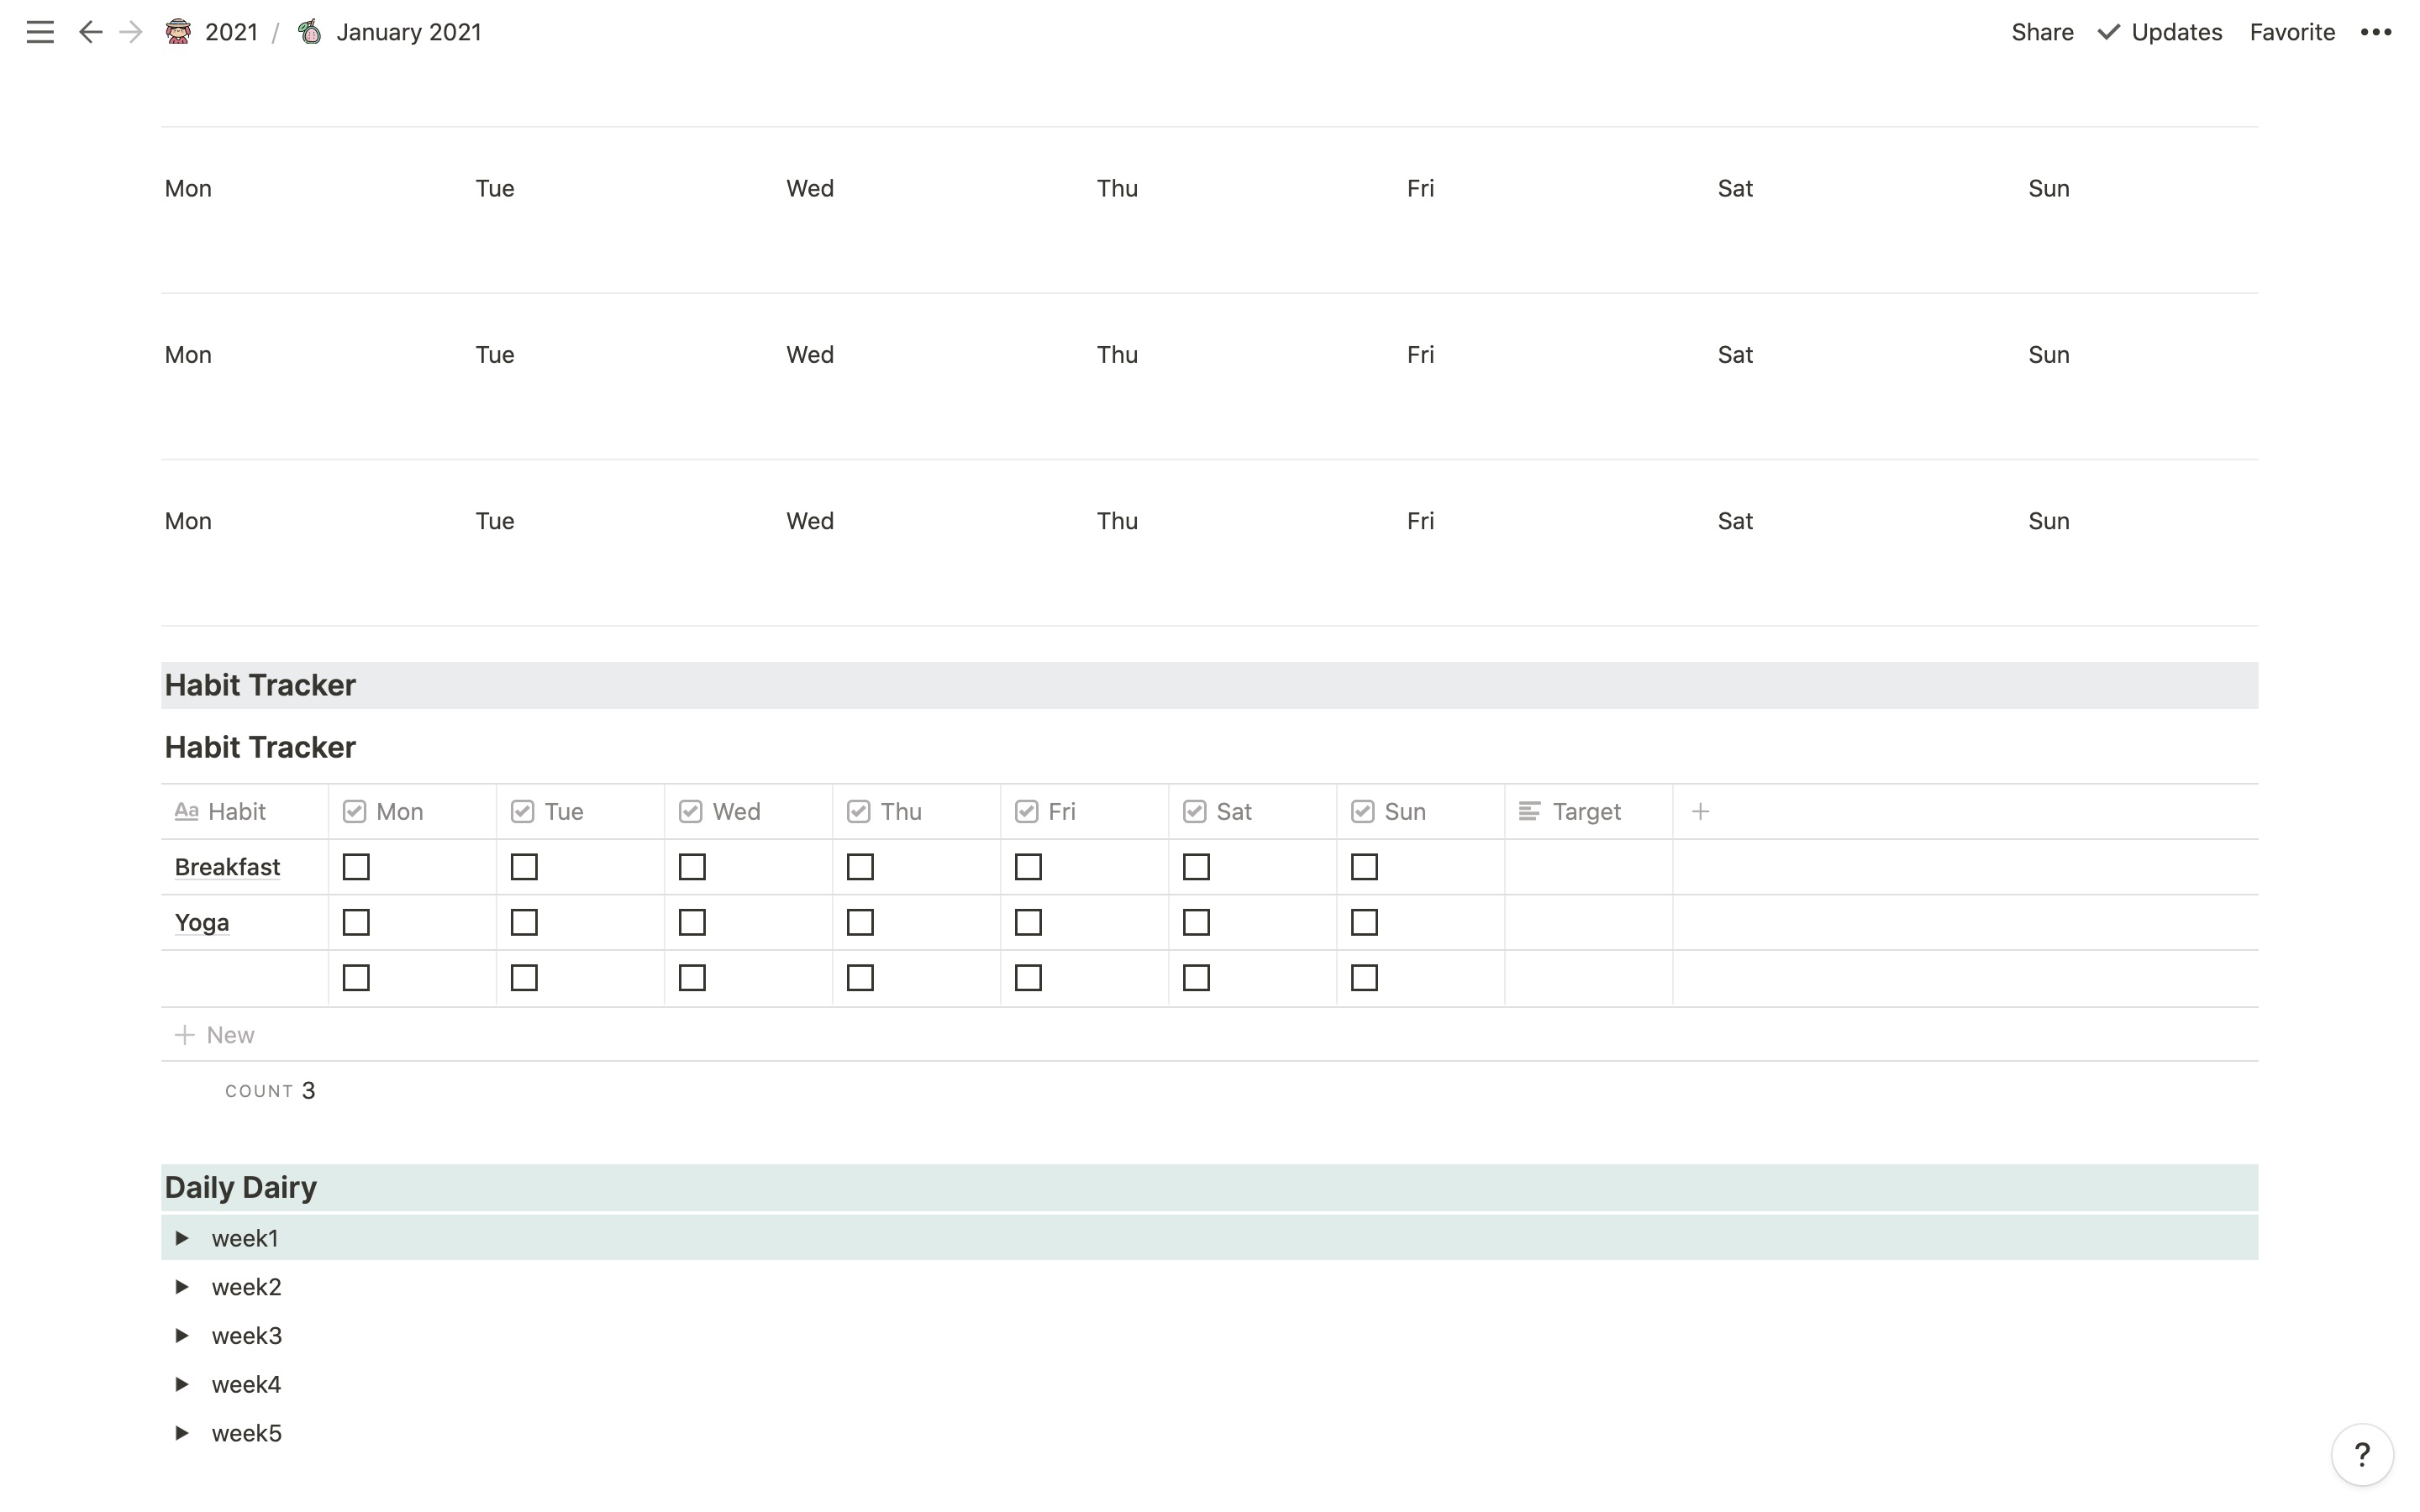 2021 / January 2021 Share Updates Favorite
Mon Tue Wed Thu Fri Sat Sun
Mon Tue Wed Thu Fri Sat Sun
Mon Tue Wed Thu Fri Sat Sun
Habit Tracker
Habit Tracker
Aa Habit Mon Tue Wed Thu Fri Sat Sun Target +
Breakfast
Yoga
+ New
COUNT 3
Daily Dairy
week1
week2
week3
week4
week5
?